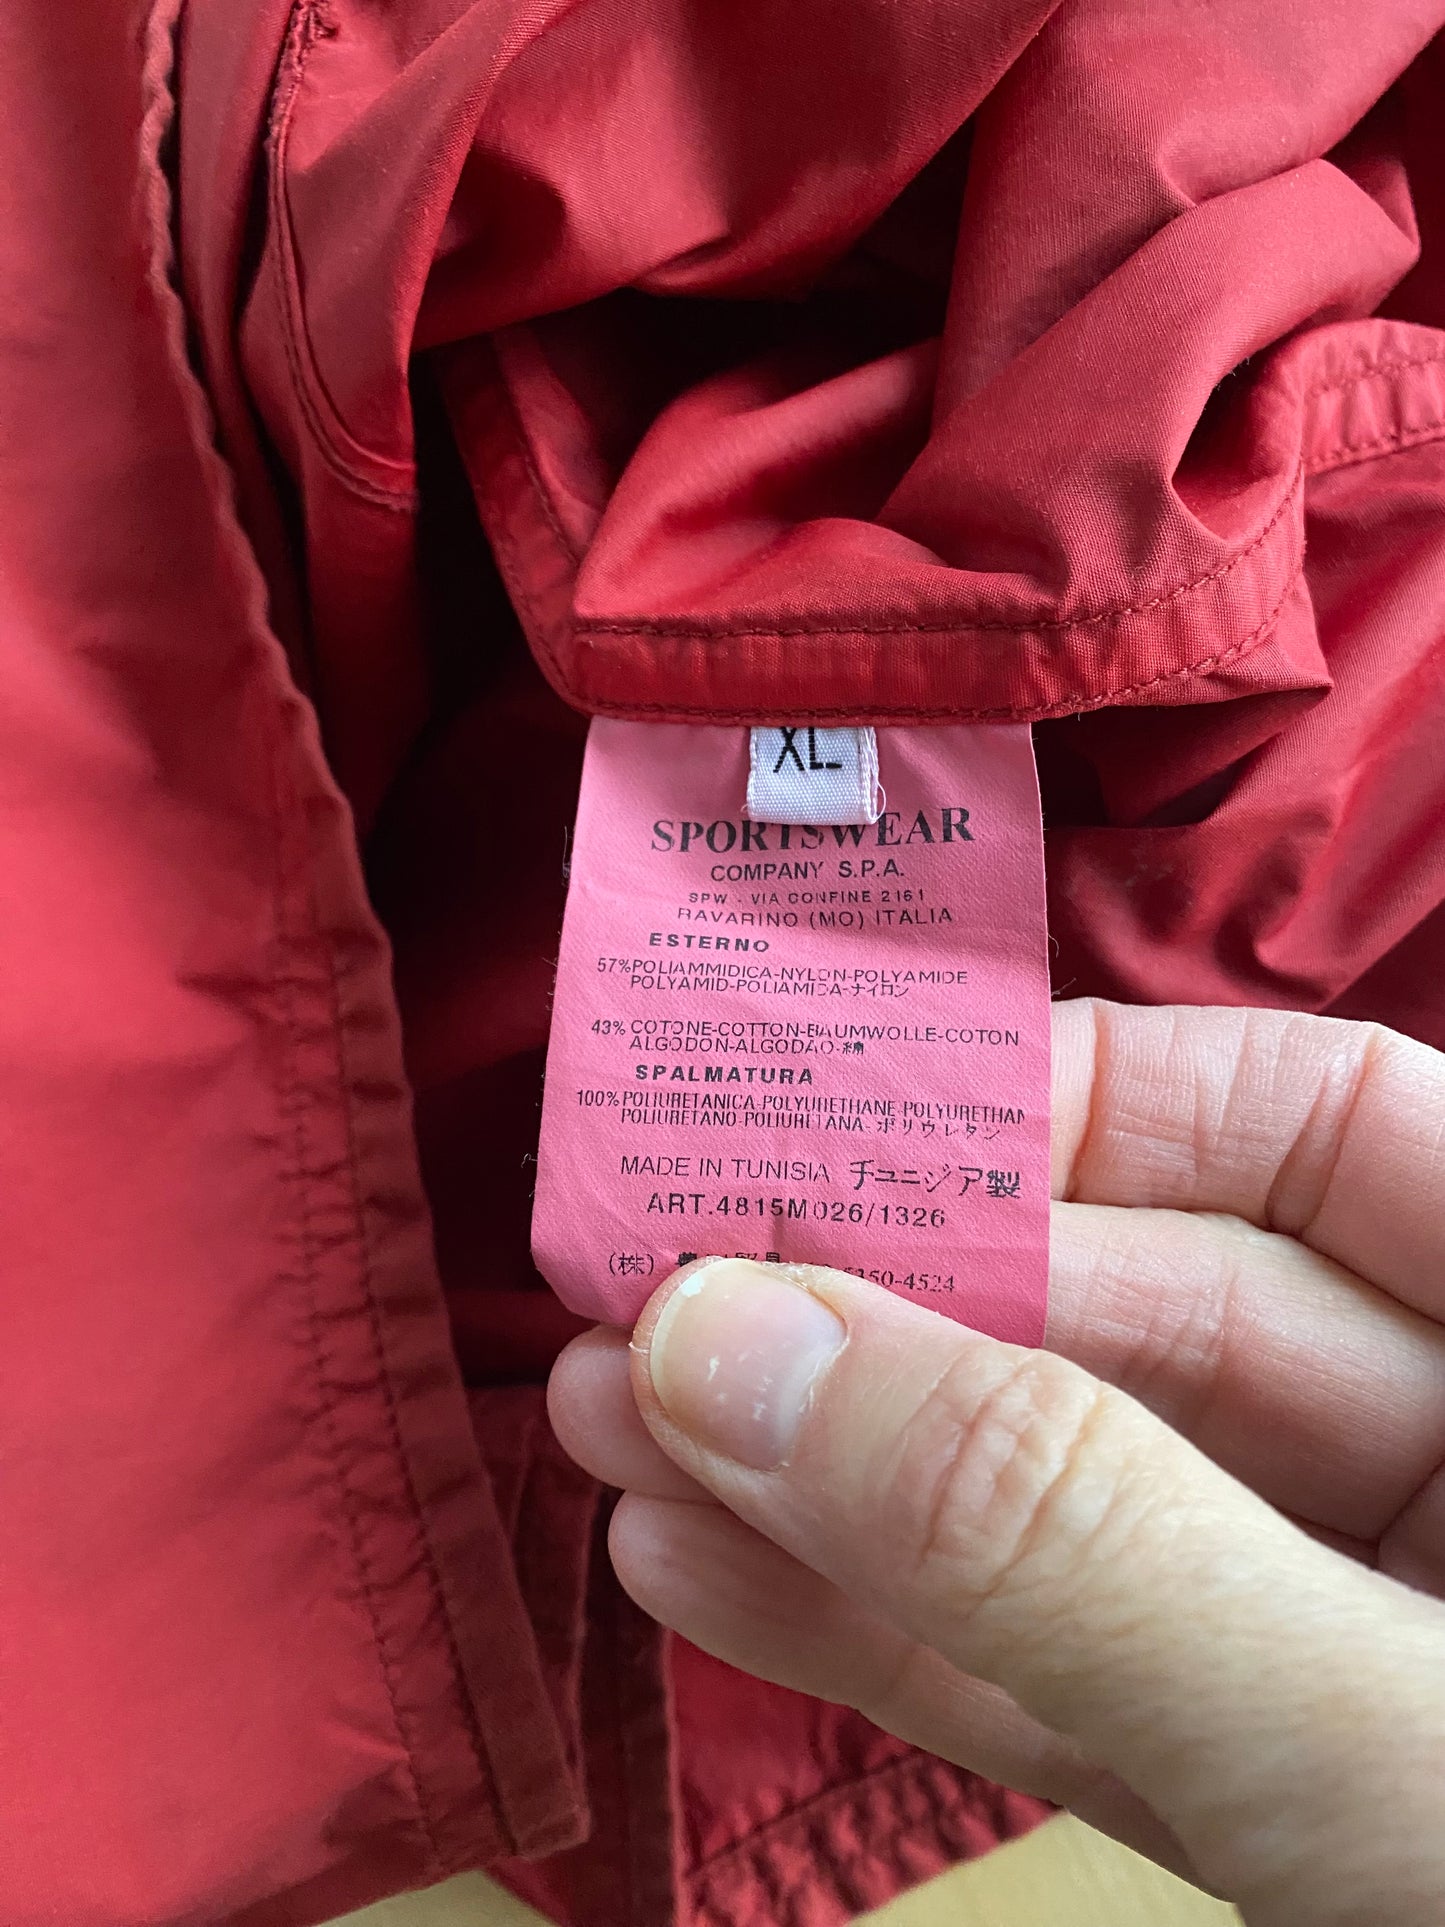 XL
SPORTSWEAR
COMPANY S.P.A.
SPW - VIA CONFINE 2161
RAVARINO (MO) ITALIA
ESTERNO
57% POLIAMMIDICA-NYLON-POLYAMIDE
POLYAMID-POLIAMIDA-ナイロン
43% COTONE-COTTON-BAUMWOLLE-COTON
ALGODON-ALGODAO-綿
SPALMATURA
100% POLIURETANICA-POLYURETHANE-POLYURETHAN
POLIURETANO-POLIURETANA-ポリウレタン
MADE IN TUNISIA チュニジア製
ART.4815M026/1326
(株) 5350-4524